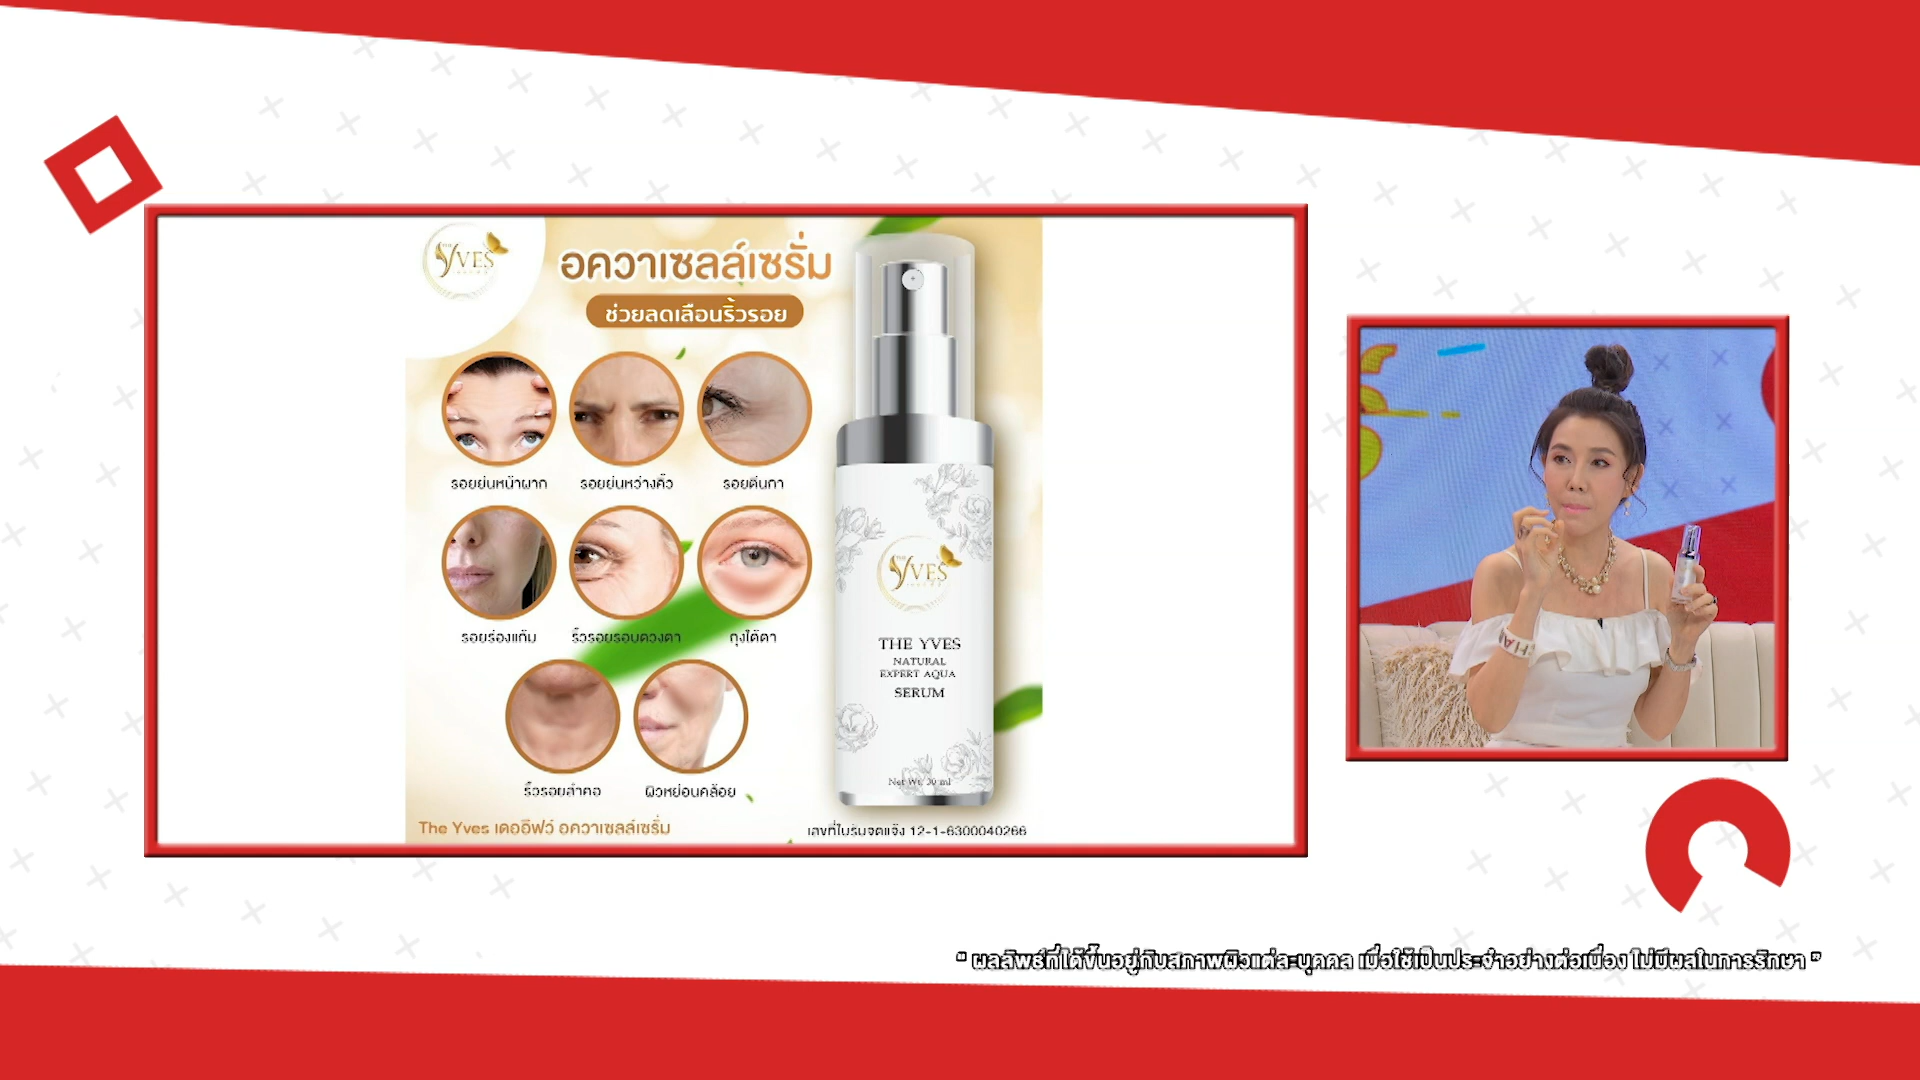 THE YVES
อควาเซลล์เซรั่ม
ช่วยลดเลือนริ้วรอย
รอยย่นหน้าผาก รอยย่นหว่างคิ้ว รอยตีนกา
รอยร่องแก้ม ริ้วรอยรอบดวงตา ถุงใต้ตา
ริ้วรอยลำคอ ผิวหย่อนคล้อย
The Yves เดออีฟว์ อควาเซลล์เซรั่ม
THE YVES
THE YVES
NATURAL
EXPERT AQUA
SERUM
Net Wt. 30 ml
เลขที่ใบรับจดแจ้ง 12-1-6300040266
" ผลลัพธ์ที่ได้ขึ้นอยู่กับสภาพผิวแต่ละบุคคล เมื่อใช้เป็นประจำอย่างต่อเนื่อง ไม่มีผลในการรักษา "